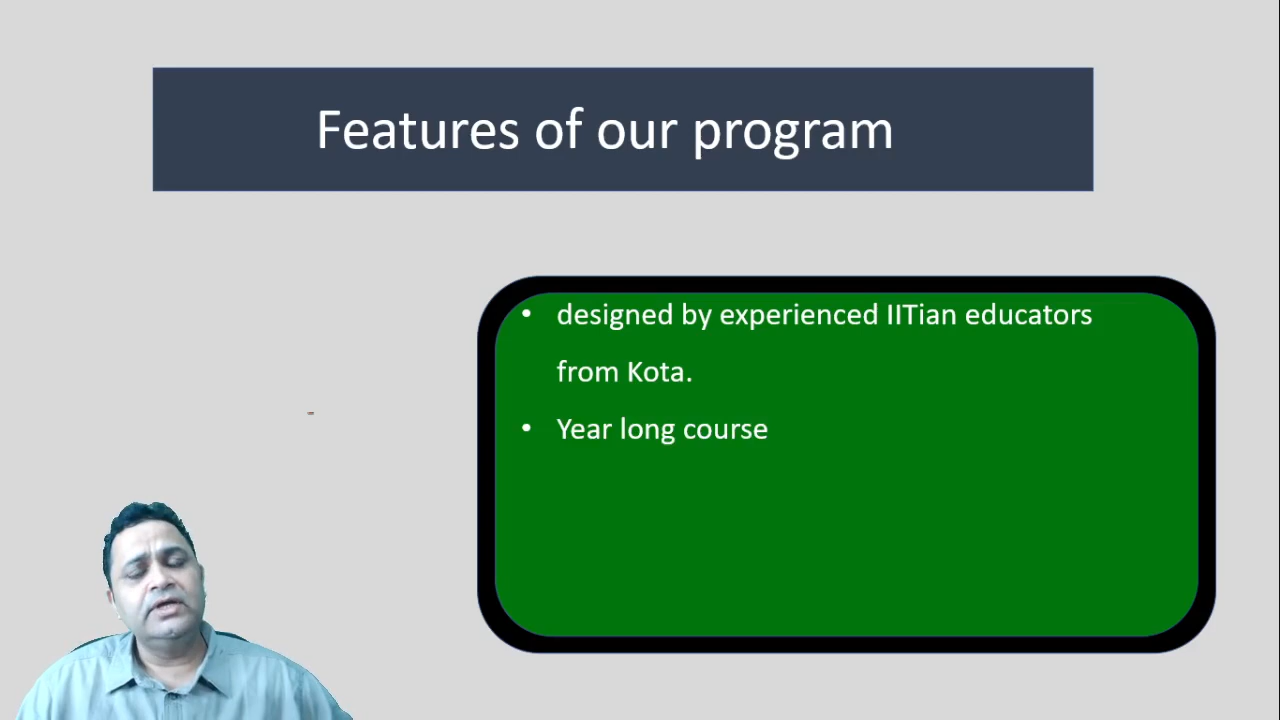 Features of our program
• designed by experienced IITian educators
from Kota.
• Year long course